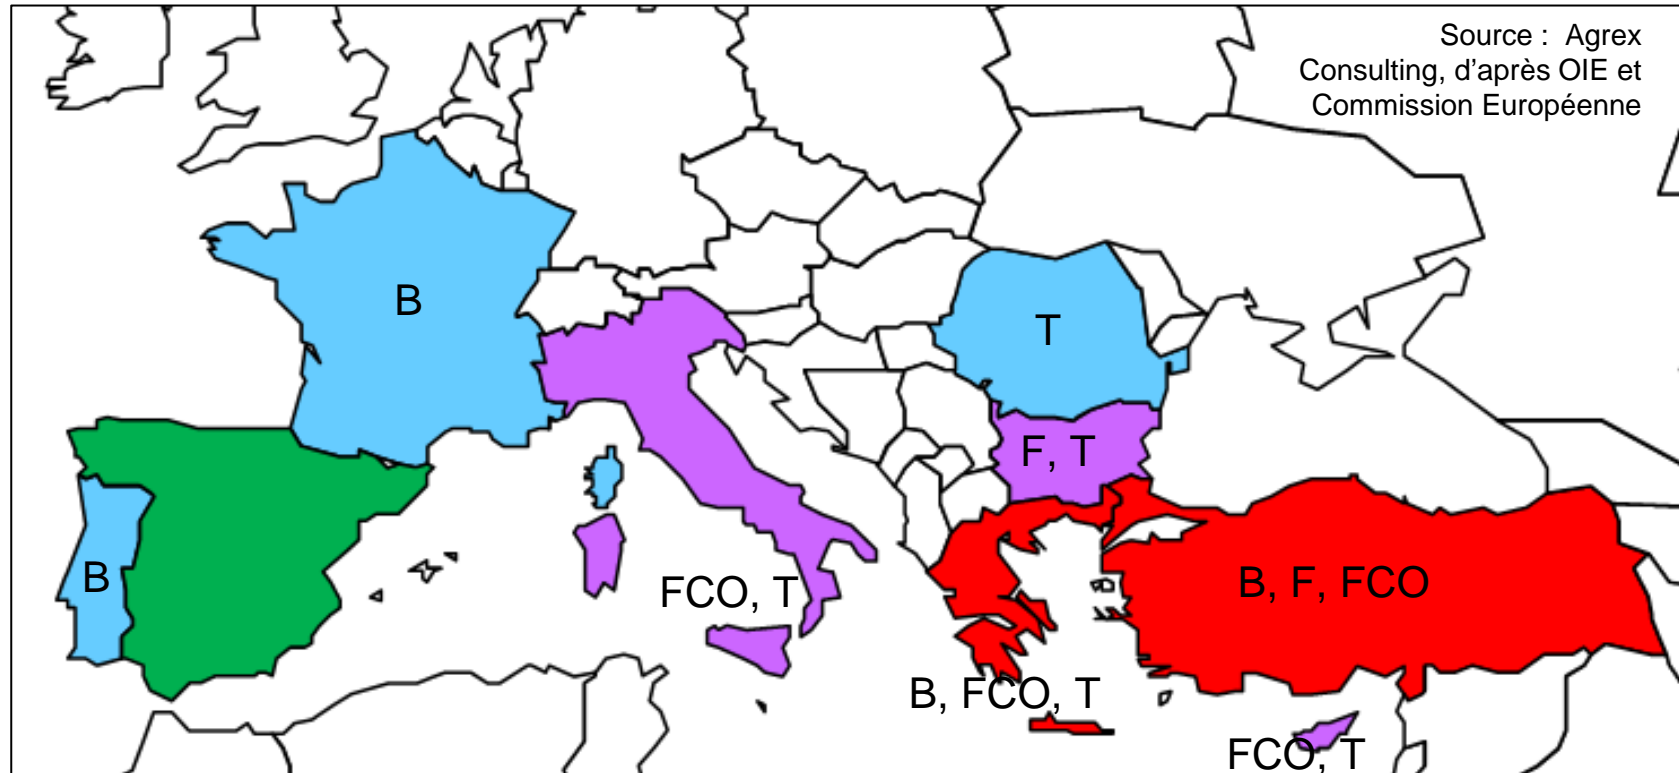 Source : Agrex
Consulting, d'après OIE et
Commission Européenne
B
T
F, T
B
FCO, T
B, F, FCO
B, FCO, T
FCO, T